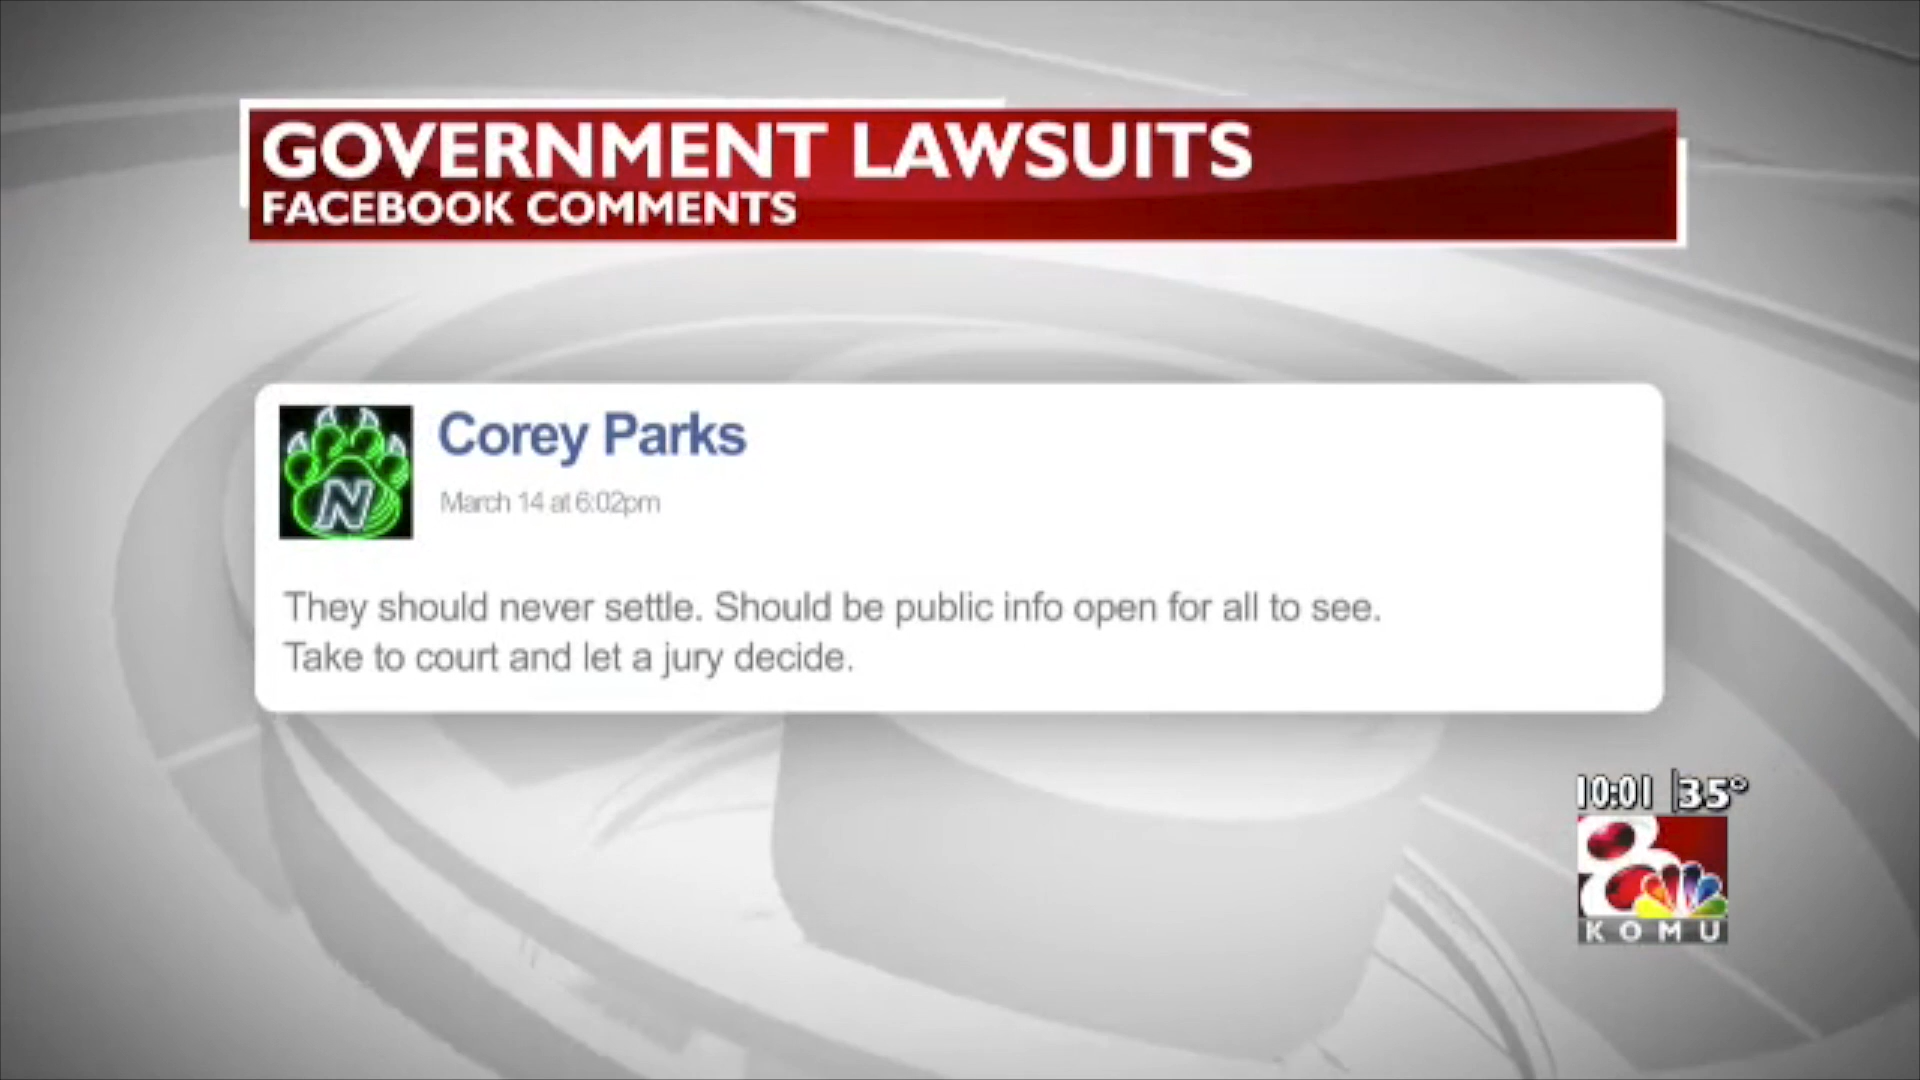 GOVERNMENT LAWSUITS
FACEBOOK COMMENTS
Corey Parks
March 14 at 6:02pm
N
They should never settle. Should be public info open for all to see.
Take to court and let a jury decide.
10:01 35°
8
KOMU